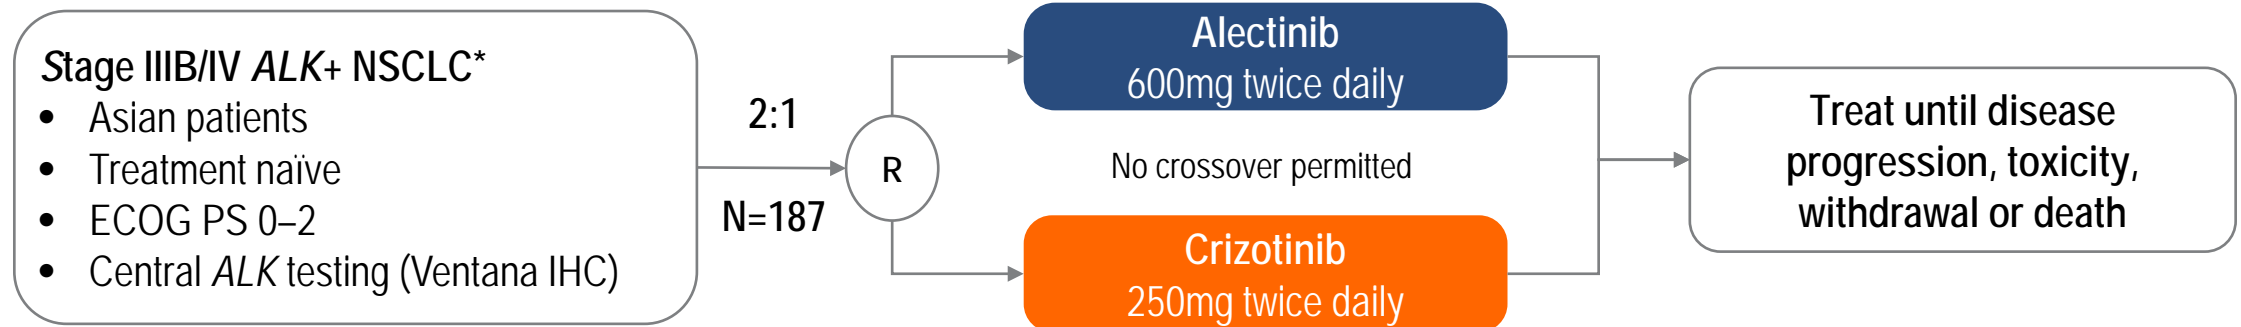 Stage IIIB/IV ALK+ NSCLC*
• Asian patients
• Treatment naïve
• ECOG PS 0–2
• Central ALK testing (Ventana IHC)
2:1
N=187
R
Alectinib
600mg twice daily
No crossover permitted
Crizotinib
250mg twice daily
Treat until disease
progression, toxicity,
withdrawal or death